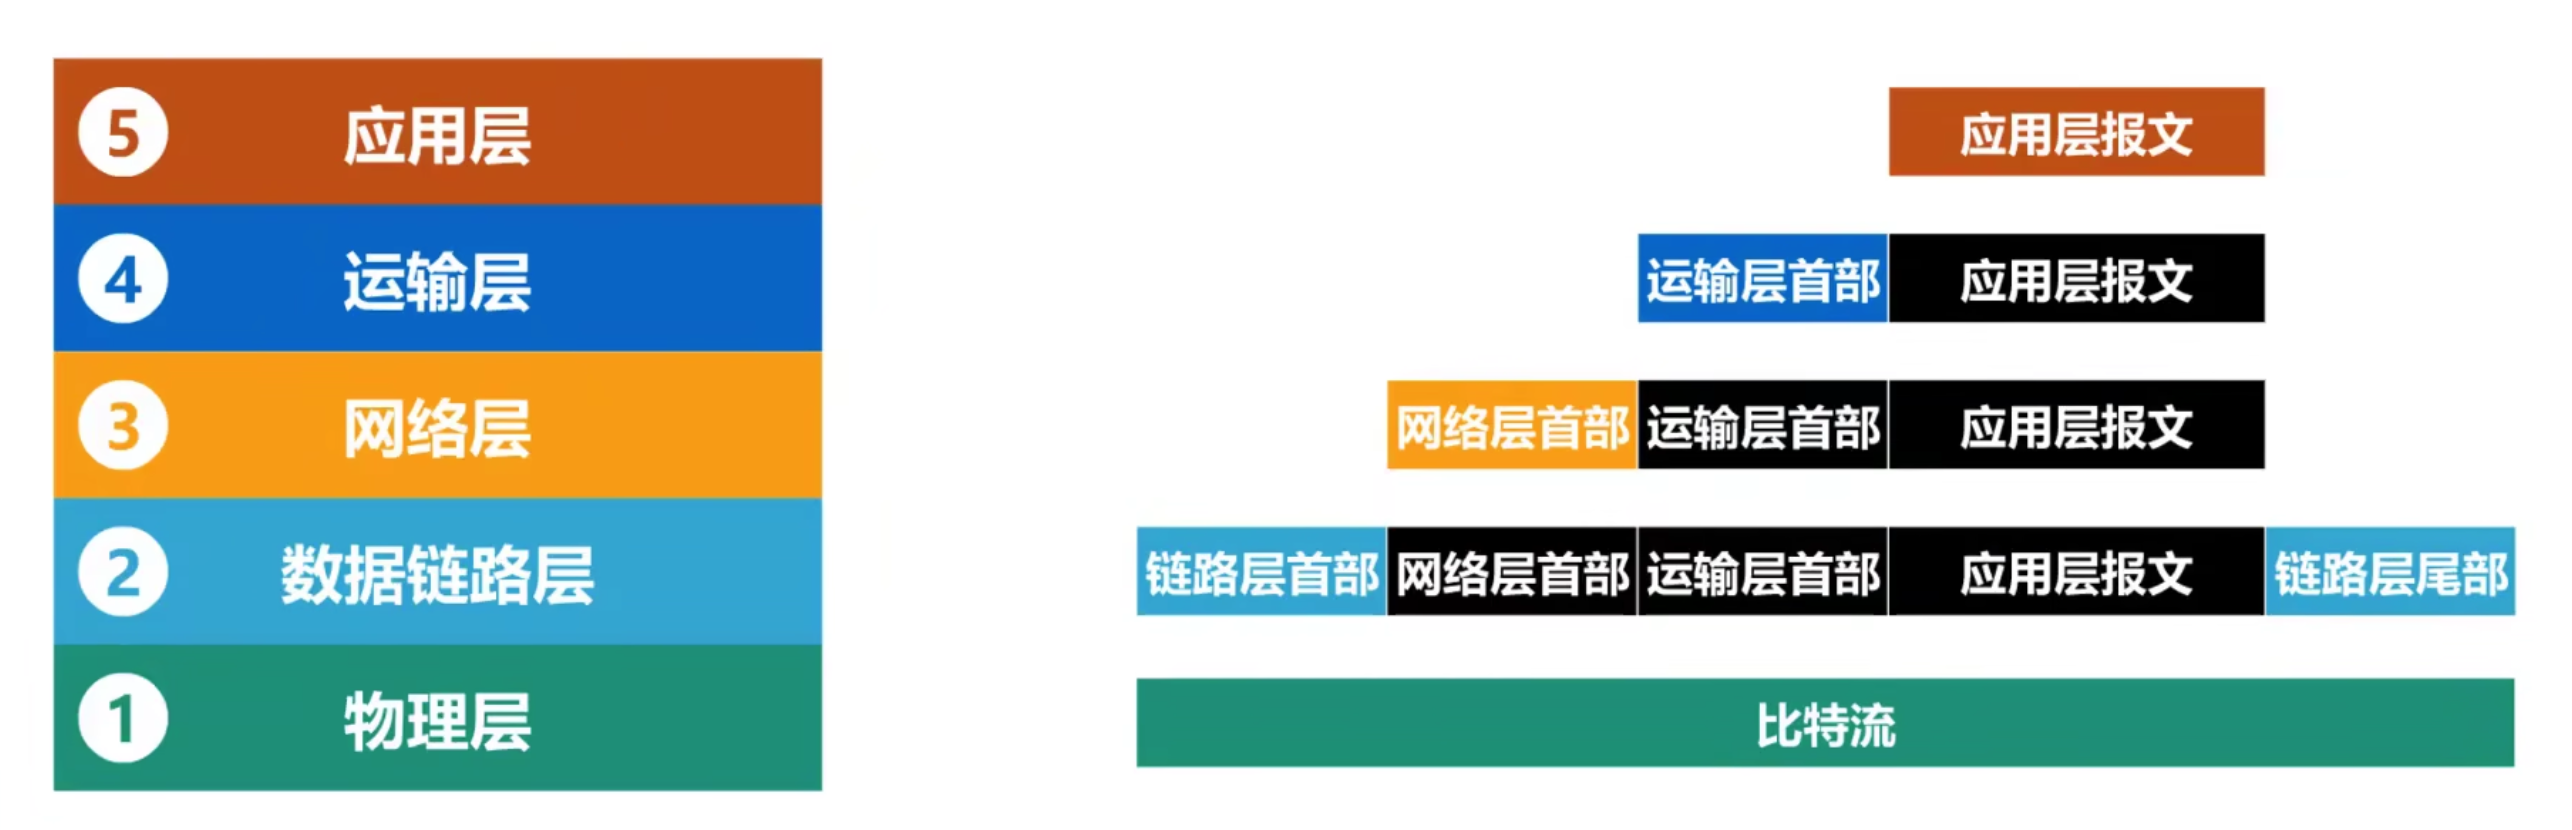 5 应用层 应用层报文
4 运输层 运输层首部 应用层报文
3 网络层 网络层首部 运输层首部 应用层报文
2 数据链路层 链路层首部 网络层首部 运输层首部 应用层报文 链路层尾部
1 物理层 比特流